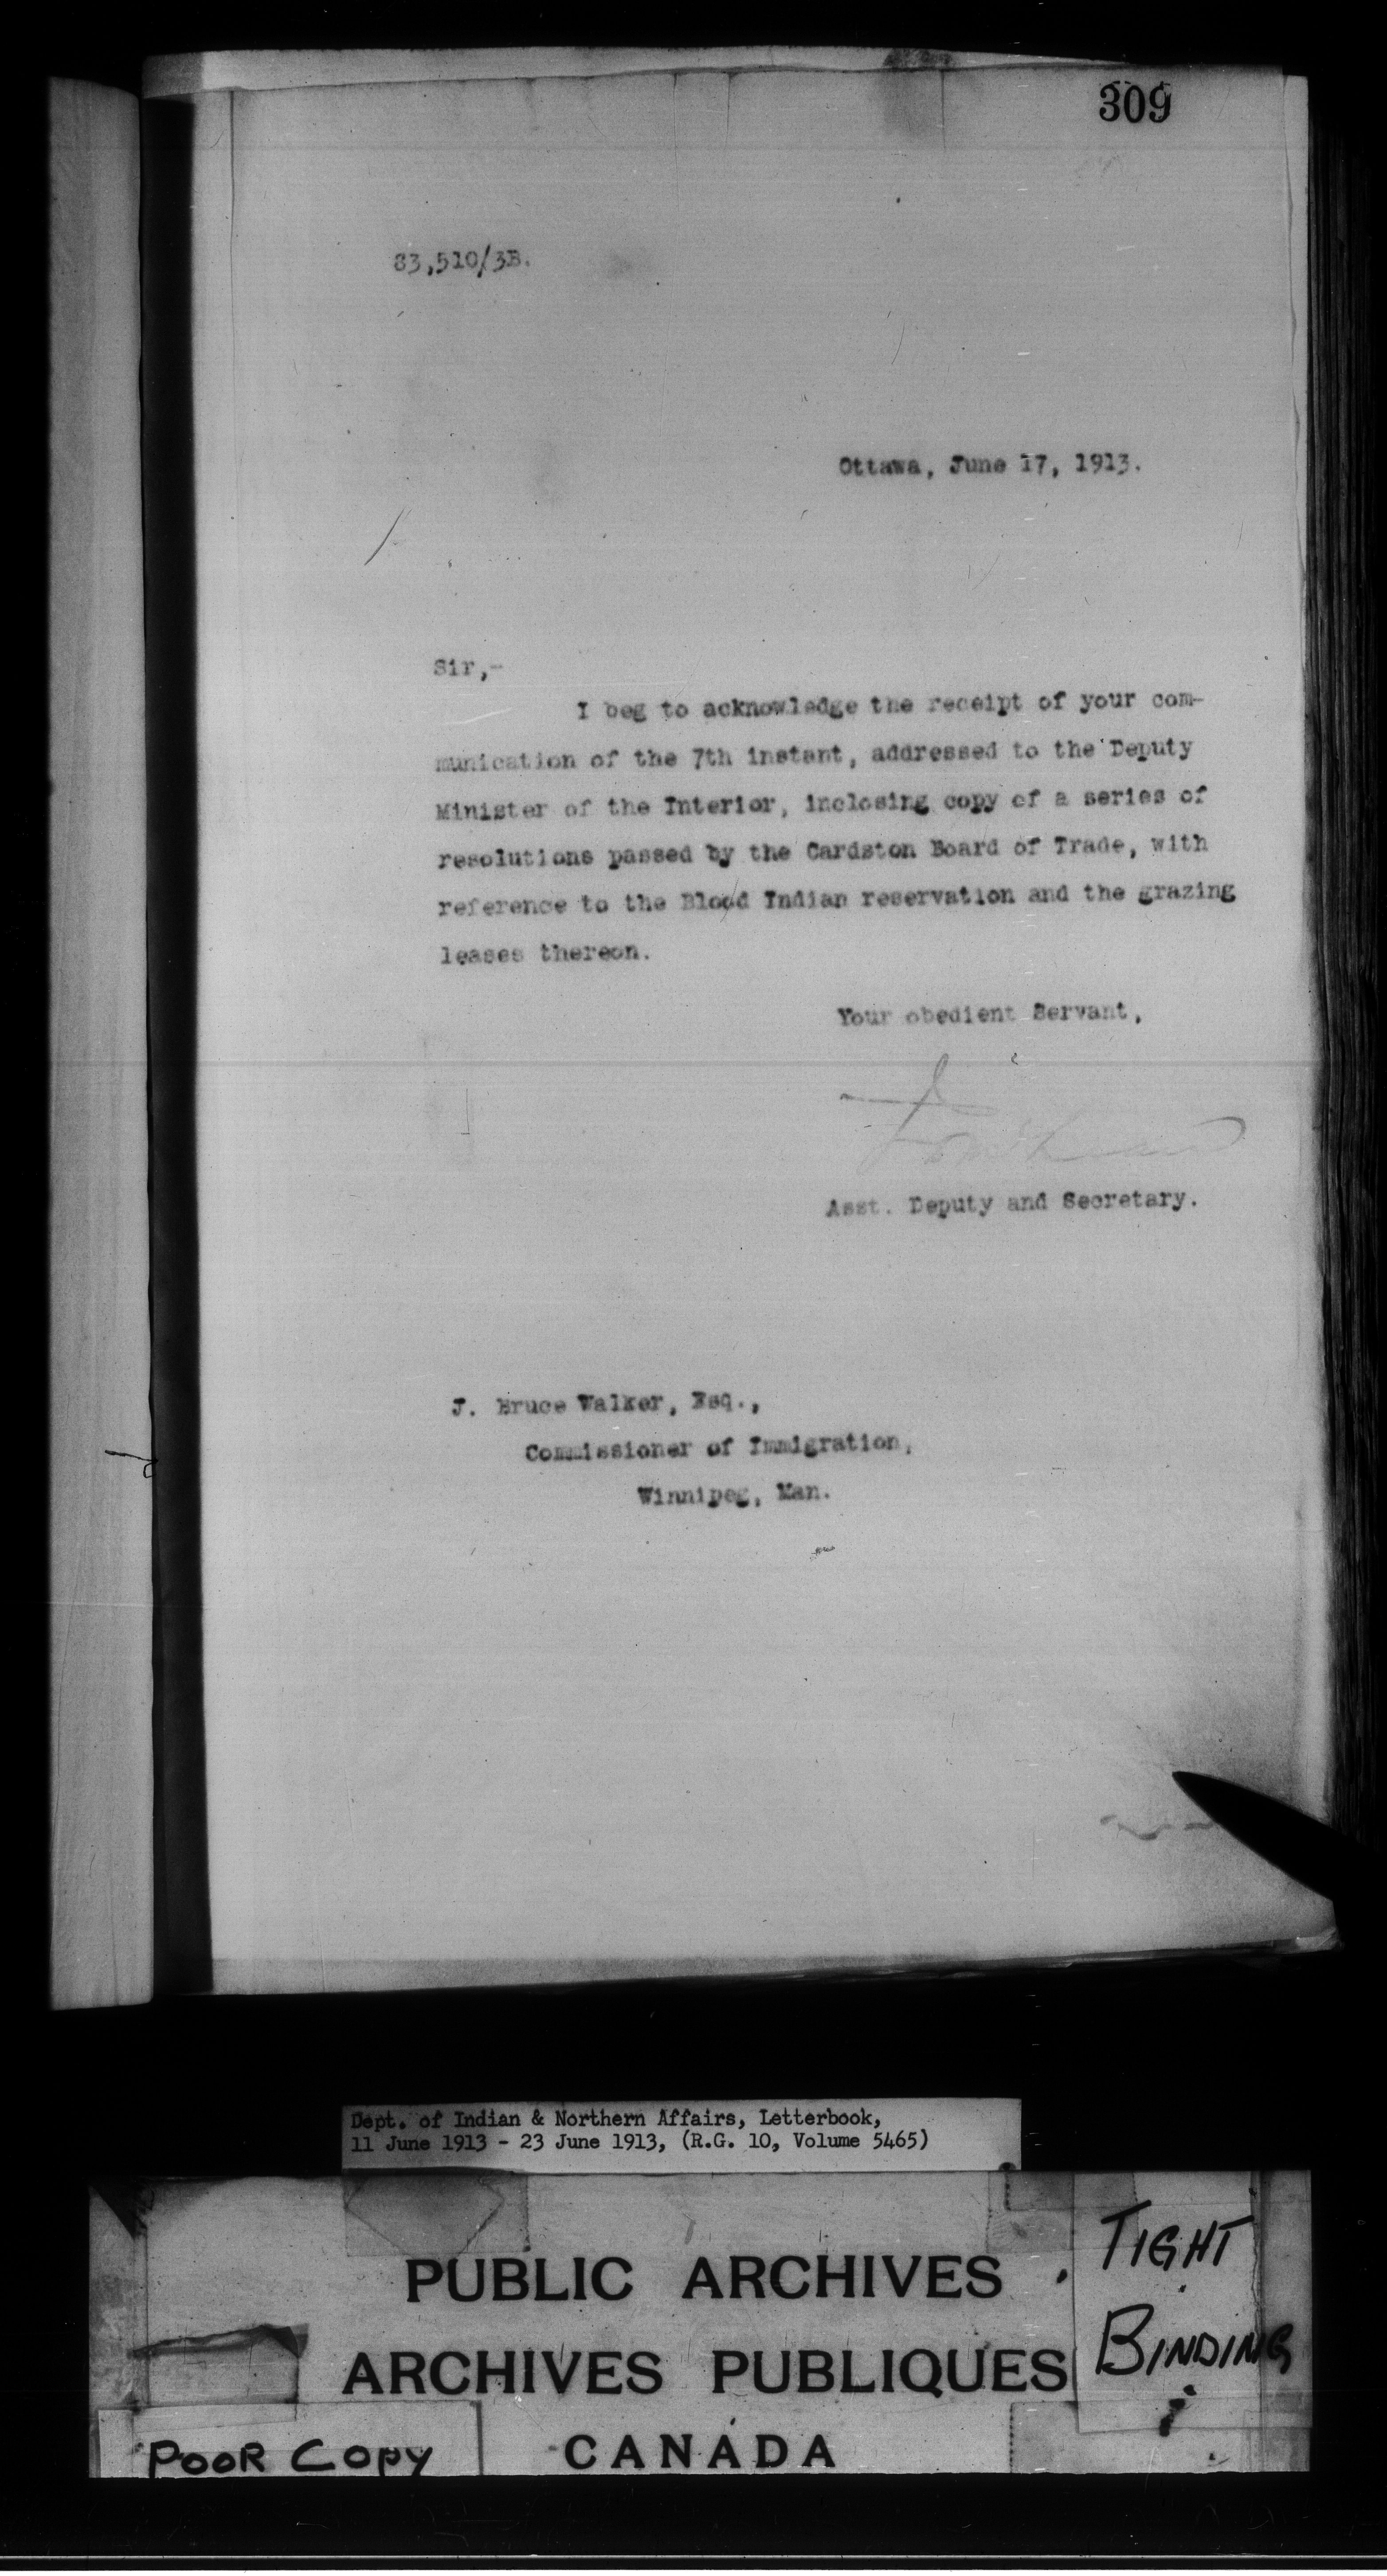 309
83,510/3B.
Ottawa, June 17, 1913.
Sir,-
I beg to acknowledge the receipt of your com-
munication of the 7th instant, addressed to the Deputy
Minister of the Interior, inclosing copy of a series of
resolutions passed by the Cardston Board of Trade, with
reference to the Blood Indian reservation and the grazing
leases thereon.
Your obedient Servant,
Asst. Deputy and Secretary.
J. Bruce Walker, Esq.,
Commissioner of Immigration,
Winnipeg, Man.
Dept. of Indian & Northern Affairs, Letterbook,
11 June 1913 - 23 June 1913, (R.G. 10, Volume 5465)
PUBLIC ARCHIVES
ARCHIVES PUBLIQUES
CANADA
TIGHT
BINDING
POOR COPY